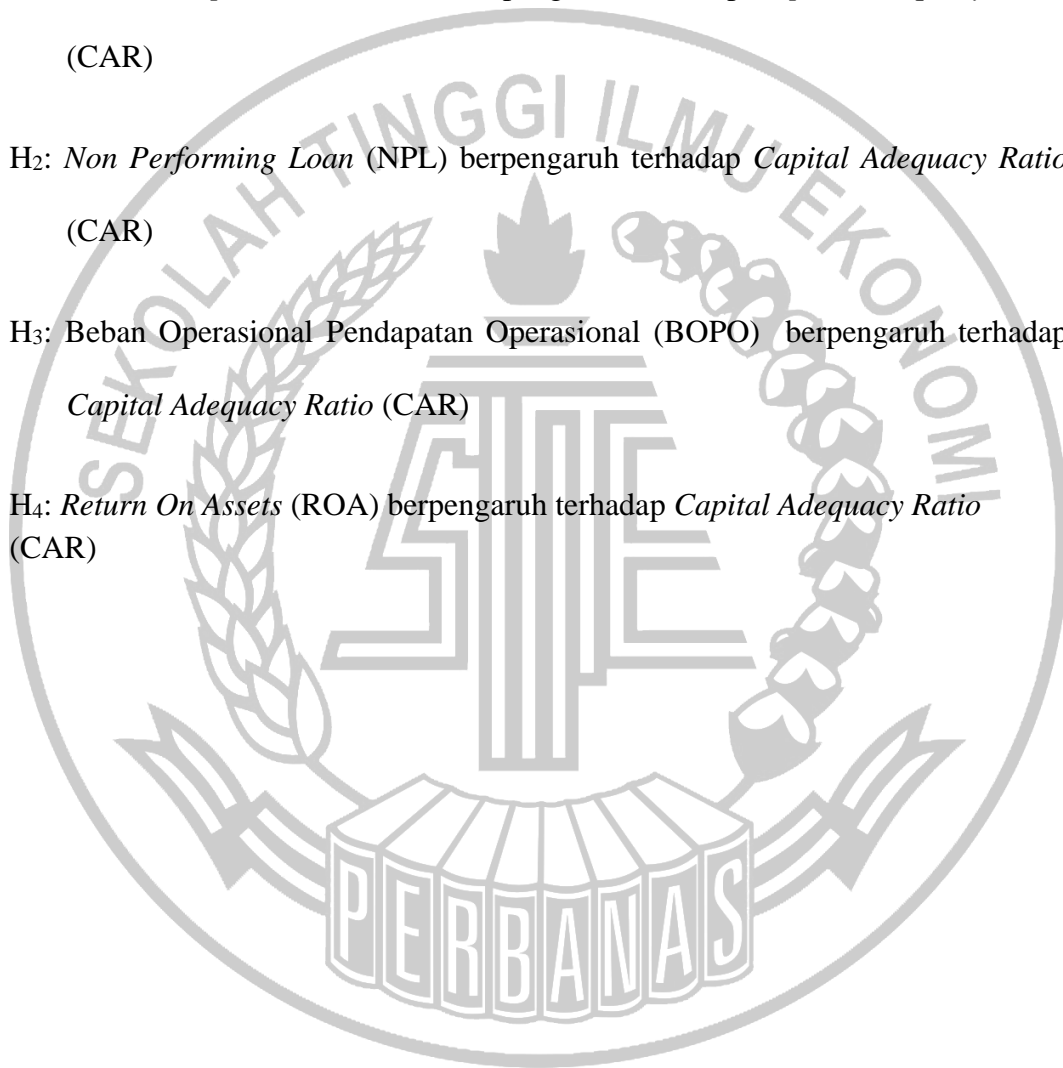 (CAR)
H2: Non Performing Loan (NPL) berpengaruh terhadap Capital Adequacy Ratio
(CAR)
H3: Beban Operasional Pendapatan Operasional (BOPO) berpengaruh terhadap
Capital Adequacy Ratio (CAR)
H4: Return On Assets (ROA) berpengaruh terhadap Capital Adequacy Ratio
(CAR)
SEKOLAH TINGGI ILMU EKONOMI
STIE
PERBANAS